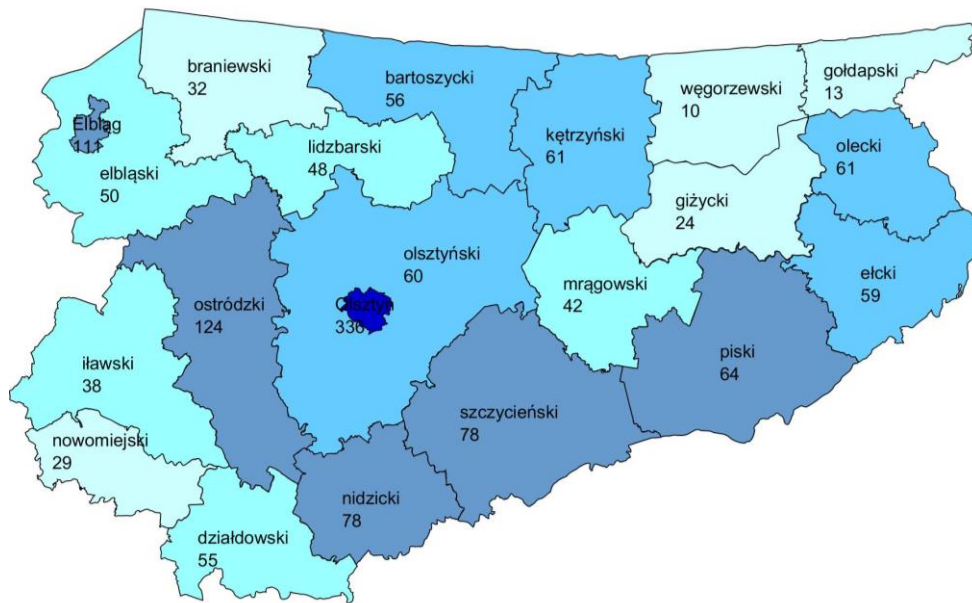 braniewski
32
bartoszycki
56
węgorzewski
10
gołdapski
13
Elbląg
111
elbląski
50
lidzbarski
48
kętrzyński
61
olecki
61
giżycki
24
olsztyński
60
mrągowski
42
ełcki
59
ostródzki
124
Olsztyn
336
piski
64
iławski
38
szczycieński
78
nowomiejski
29
nidzicki
78
działdowski
55